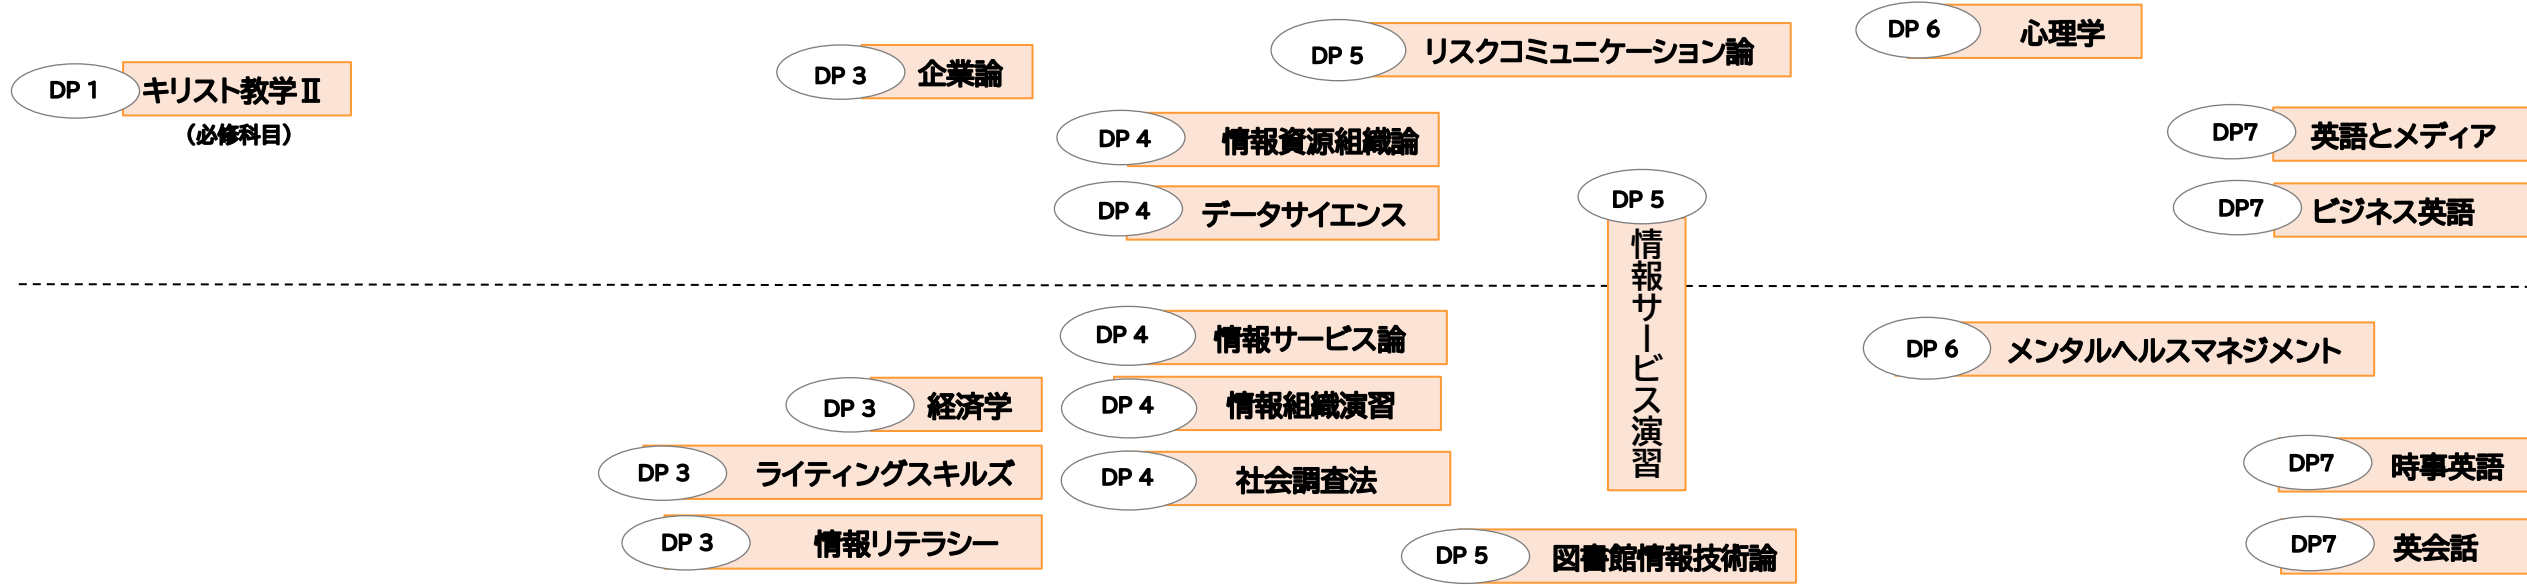 DP 1 キリスト教学Ⅱ
（必修科目）
DP 3 企業論
DP 5 リスクコミュニケーション論
DP 6 心理学
DP 4 情報資源組織論
DP7 英語とメディア
DP 4 データサイエンス
DP7 ビジネス英語
DP 5 情報サービス演習
DP 4 情報サービス論
DP 6 メンタルヘルスマネジメント
DP 3 経済学
DP 4 情報組織演習
DP 3 ライティングスキルズ
DP 4 社会調査法
DP7 時事英語
DP 3 情報リテラシー
DP 5 図書館情報技術論
DP7 英会話